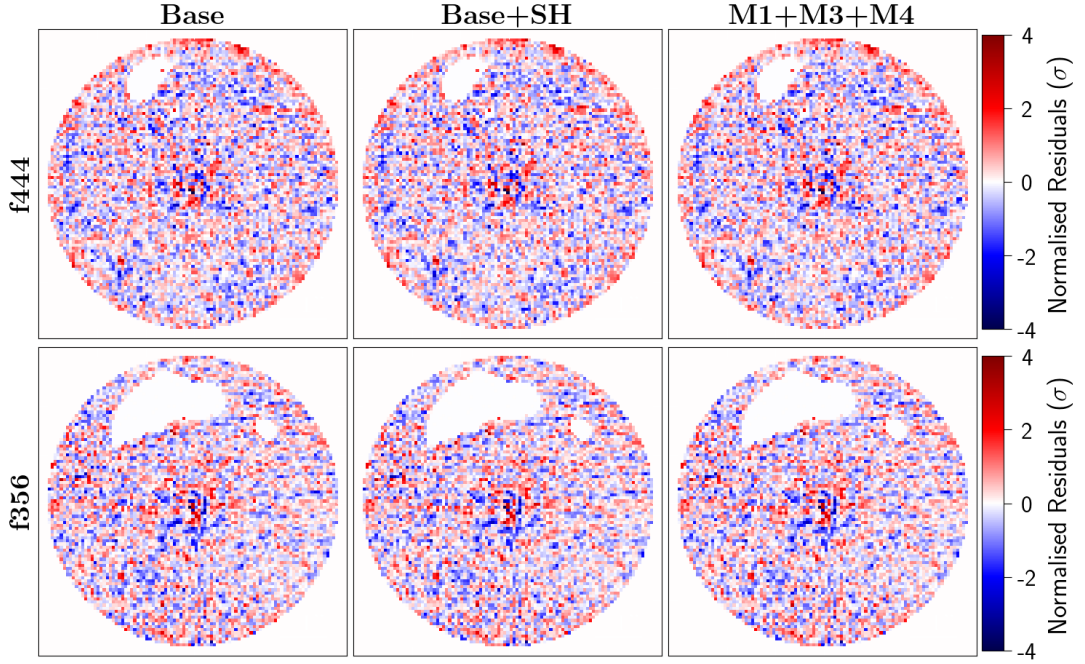 Base Base+SH M1+M3+M4
f444
4
2
0
-2
-4
Normalised Residuals (σ)
f356
4
2
0
-2
-4
Normalised Residuals (σ)